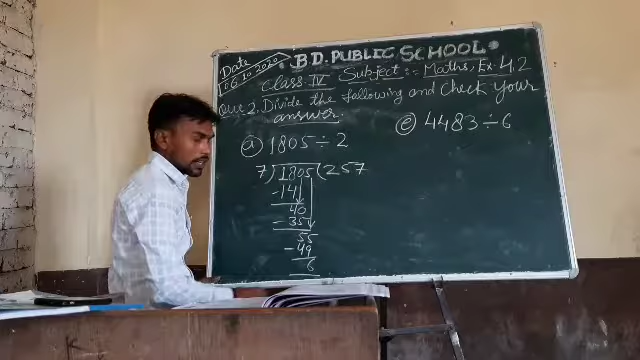 Date
06.10.2020
B.D. PUBLIC SCHOOL
Class-IV Subject:- Maths, Ex. 4.2
Que 2. Divide the following and check your
answer.
(a) 1805÷2
(e) 4483÷6
7)1805(257
-14
40
-35
55
-49
6